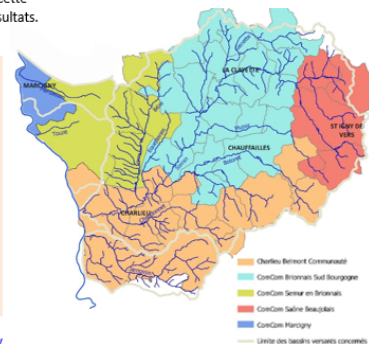 cette
sultats.
MARCIGNY
LA CLAYETTE
ST IGNY DE
VERS
CHAUFFAILLES
CHARLIEU
Charlieu Belmont Communauté
ComCom Brionnais Sud Bourgogne
ComCom Semur en Brionnais
ComCom Saône Beaujolais
ComCom Marcigny
Limite des bassins versants concernés